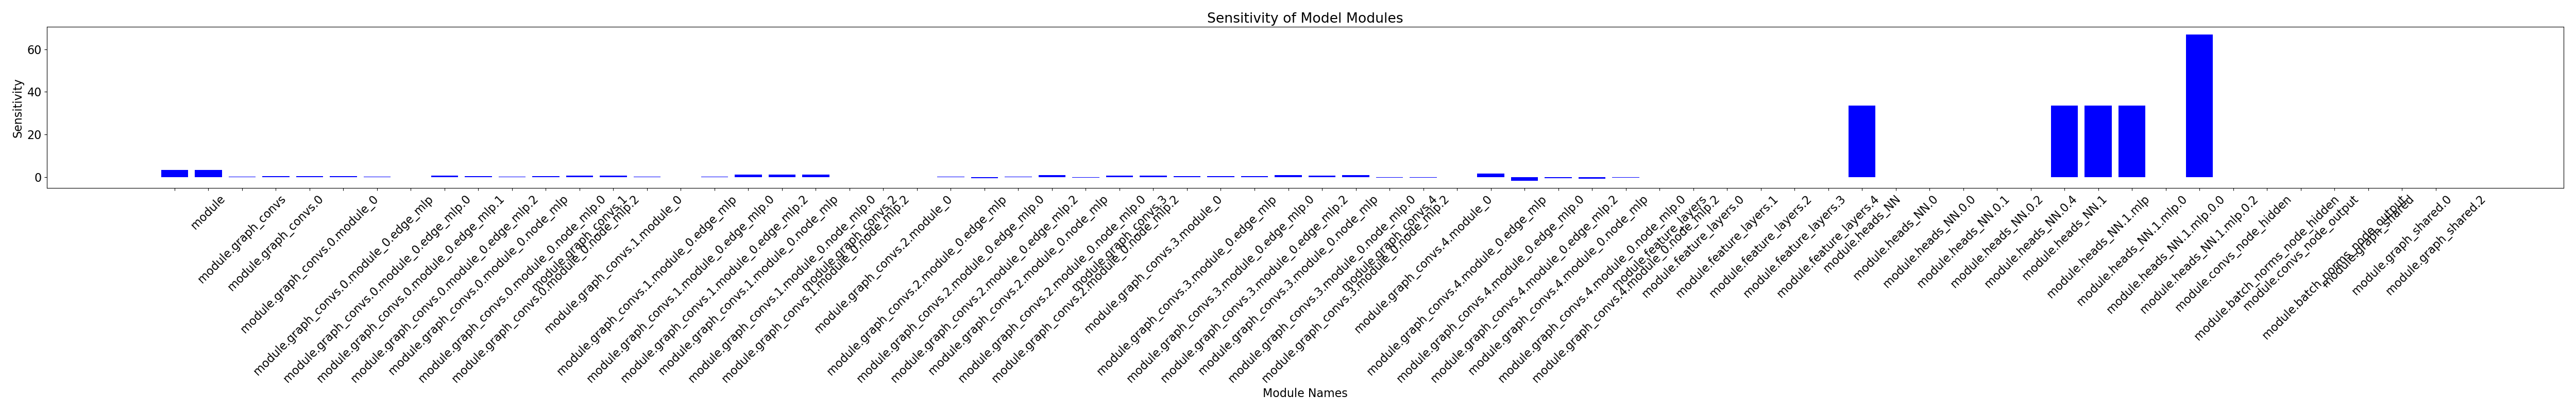 Sensitivity of Model Modules
Sensitivity
60
40
20
0
module
module.graph_convs
module.graph_convs.0
module.graph_convs.0.module_0
module.graph_convs.0.module_0.edge_mlp
module.graph_convs.0.module_0.edge_mlp.0
module.graph_convs.0.module_0.edge_mlp.1
module.graph_convs.0.module_0.edge_mlp.2
module.graph_convs.0.module_0.node_mlp
module.graph_convs.0.module_0.node_mlp.0
module.graph_convs.0.module_0.node_mlp.2
module.graph_convs.1
module.graph_convs.1.module_0
module.graph_convs.1.module_0.edge_mlp
module.graph_convs.1.module_0.edge_mlp.0
module.graph_convs.1.module_0.edge_mlp.2
module.graph_convs.1.module_0.node_mlp
module.graph_convs.1.module_0.node_mlp.0
module.graph_convs.1.module_0.node_mlp.2
module.graph_convs.2
module.graph_convs.2.module_0
module.graph_convs.2.module_0.edge_mlp
module.graph_convs.2.module_0.edge_mlp.0
module.graph_convs.2.module_0.edge_mlp.2
module.graph_convs.2.module_0.node_mlp
module.graph_convs.2.module_0.node_mlp.0
module.graph_convs.2.module_0.node_mlp.2
module.graph_convs.3
module.graph_convs.3.module_0
module.graph_convs.3.module_0.edge_mlp
module.graph_convs.3.module_0.edge_mlp.0
module.graph_convs.3.module_0.edge_mlp.2
module.graph_convs.3.module_0.node_mlp
module.graph_convs.3.module_0.node_mlp.0
module.graph_convs.3.module_0.node_mlp.2
module.graph_convs.4
module.graph_convs.4.module_0
module.graph_convs.4.module_0.edge_mlp
module.graph_convs.4.module_0.edge_mlp.0
module.graph_convs.4.module_0.edge_mlp.2
module.graph_convs.4.module_0.node_mlp
module.graph_convs.4.module_0.node_mlp.0
module.graph_convs.4.module_0.node_mlp.2
module.feature_layers
module.feature_layers.0
module.feature_layers.1
module.feature_layers.2
module.feature_layers.3
module.feature_layers.4
module.heads_NN
module.heads_NN.0
module.heads_NN.0.0
module.heads_NN.0.1
module.heads_NN.0.2
module.heads_NN.0.4
module.heads_NN.1
module.heads_NN.1.mlp
module.heads_NN.1.mlp.0
module.heads_NN.1.mlp.0.0
module.heads_NN.1.mlp.0.2
module.convs_node_hidden
module.batch_norms_node_hidden
module.convs_node_output
module.batch_norms_node_output
module.graph_shared
module.graph_shared.0
module.graph_shared.2
Module Names